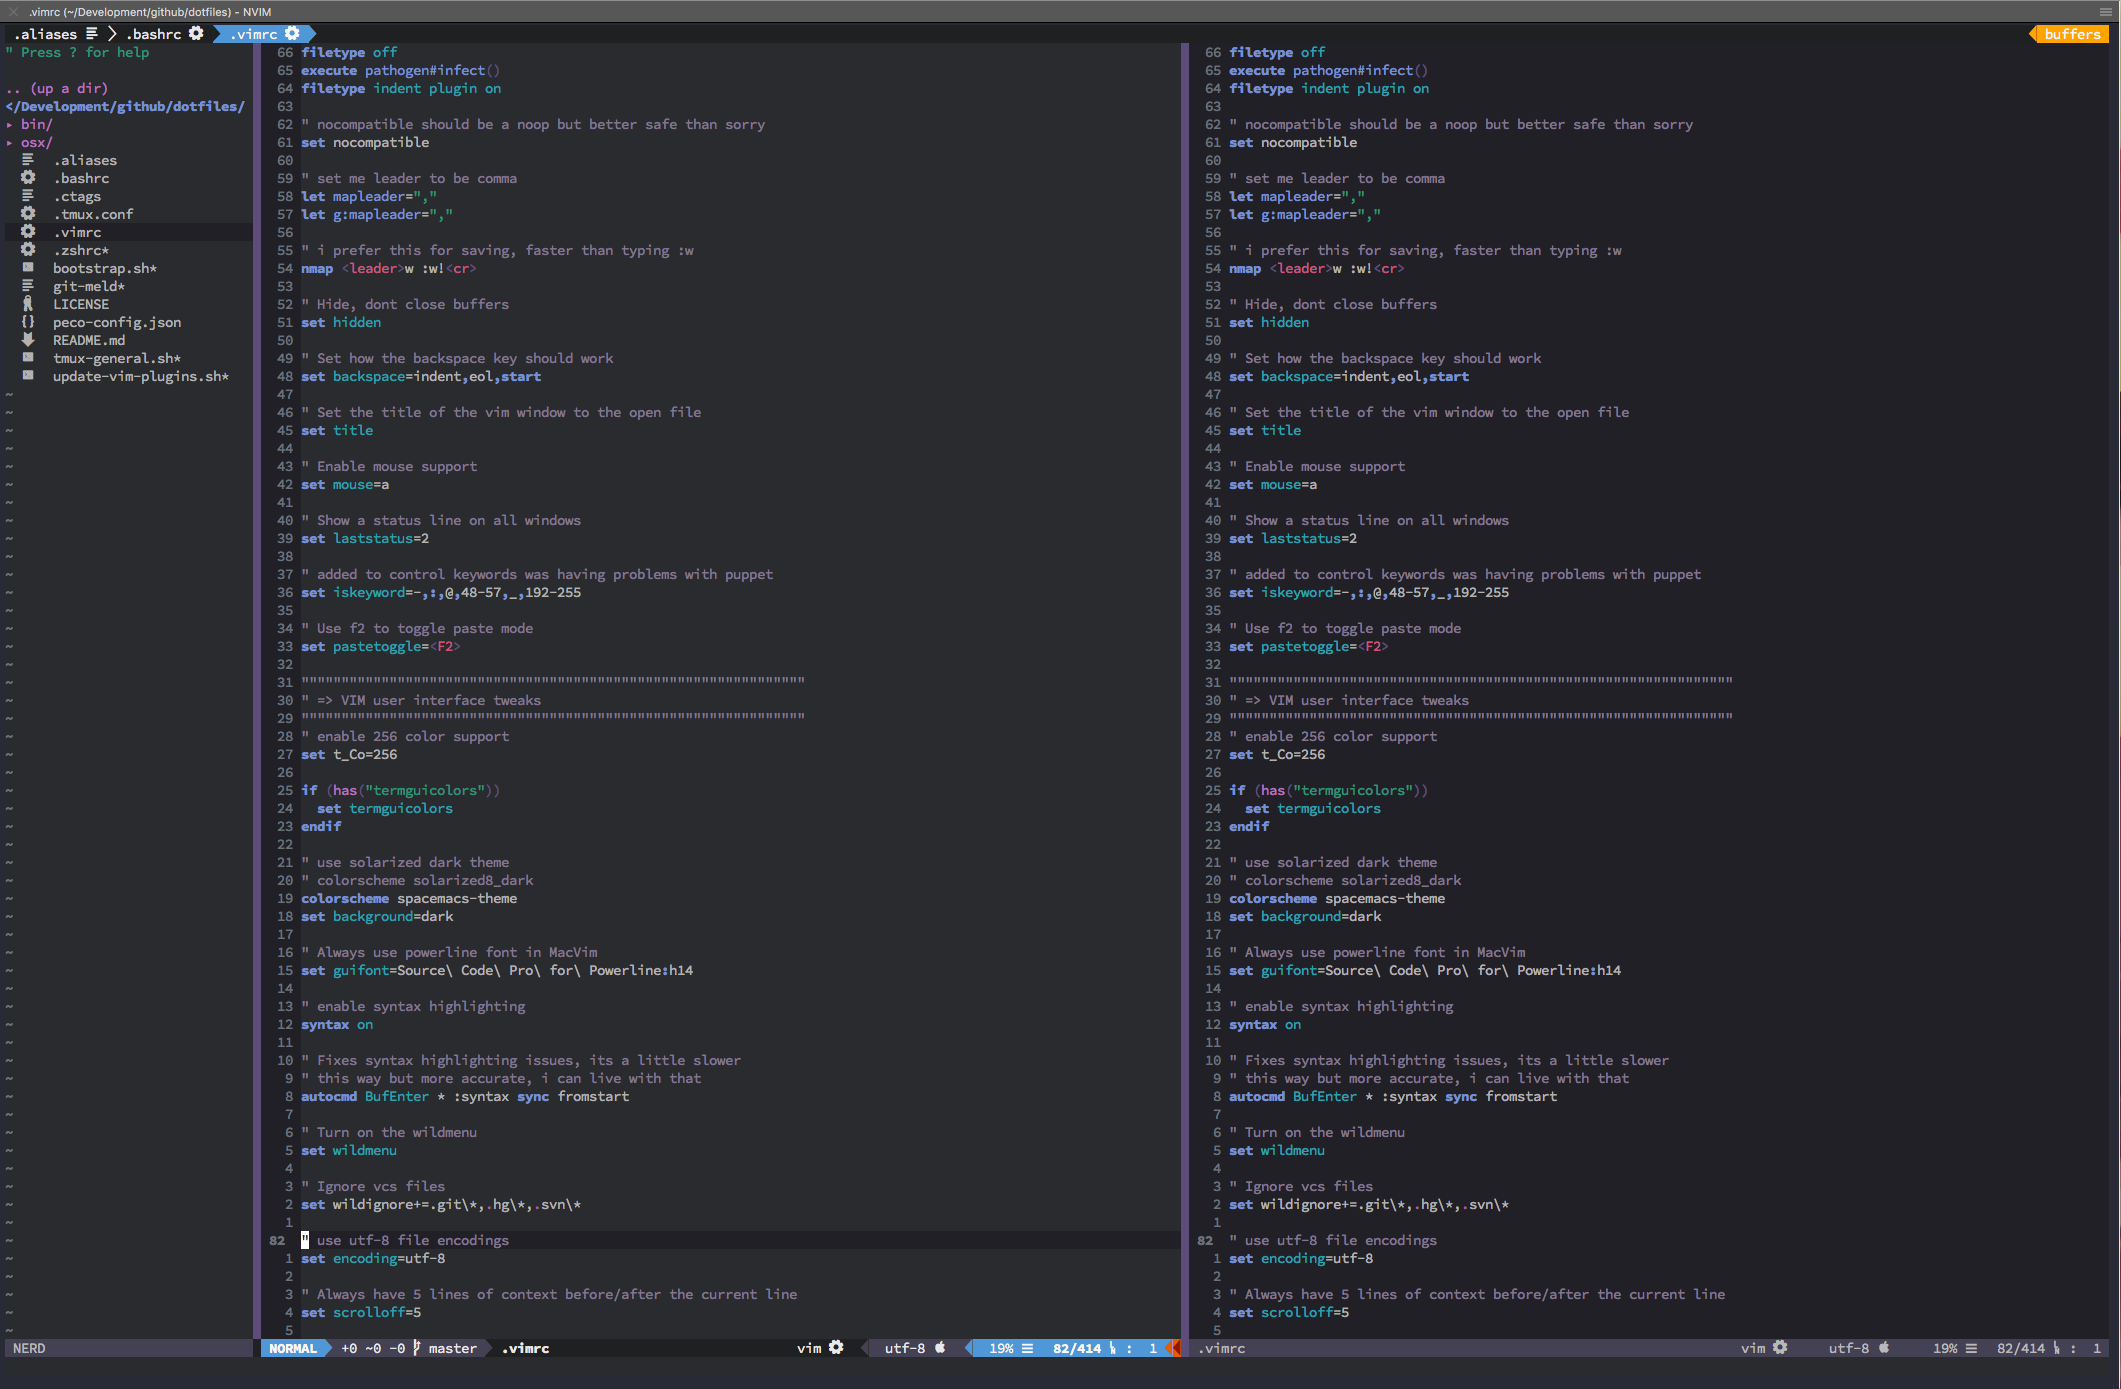 .vimrc (~/Development/github/dotfiles) - NVIM
.aliases .bashrc .vimrc buffers
" Press ? for help
.. (up a dir)
</Development/github/dotfiles/
▸ bin/
▸ osx/
.aliases
.bashrc
.ctags
.tmux.conf
.vimrc
.zshrc*
bootstrap.sh*
git-meld*
LICENSE
{} peco-config.json
README.md
tmux-general.sh*
update-vim-plugins.sh*
NERD
66 filetype off
65 execute pathogen#infect()
64 filetype indent plugin on
63
62 " nocompatible should be a noop but better safe than sorry
61 set nocompatible
60
59 " set me leader to be comma
58 let mapleader=","
57 let g:mapleader=","
56
55 " i prefer this for saving, faster than typing :w
54 nmap <leader>w :w!<cr>
53
52 " Hide, dont close buffers
51 set hidden
50
49 " Set how the backspace key should work
48 set backspace=indent,eol,start
47
46 " Set the title of the vim window to the open file
45 set title
44
43 " Enable mouse support
42 set mouse=a
41
40 " Show a status line on all windows
39 set laststatus=2
38
37 " added to control keywords was having problems with puppet
36 set iskeyword=-,:,@,48-57,_,192-255
35
34 " Use f2 to toggle paste mode
33 set pastetoggle=<F2>
32
31 """""""""""""""""""""""""""""""""""""""""""""""""""""""""""""""
30 " => VIM user interface tweaks
29 """""""""""""""""""""""""""""""""""""""""""""""""""""""""""""""
28 " enable 256 color support
27 set t_Co=256
26
25 if (has("termguicolors"))
24   set termguicolors
23 endif
22
21 " use solarized dark theme
20 " colorscheme solarized8_dark
19 colorscheme spacemacs-theme
18 set background=dark
17
16 " Always use powerline font in MacVim
15 set guifont=Source\ Code\ Pro\ for\ Powerline:h14
14
13 " enable syntax highlighting
12 syntax on
11
10 " Fixes syntax highlighting issues, its a little slower
9 " this way but more accurate, i can live with that
8 autocmd BufEnter * :syntax sync fromstart
7
6 " Turn on the wildmenu
5 set wildmenu
4
3 " Ignore vcs files
2 set wildignore+=.git\*,.hg\*,.svn\*
1
82 " use utf-8 file encodings
1 set encoding=utf-8
2
3 " Always have 5 lines of context before/after the current line
4 set scrolloff=5
5
NORMAL +0 ~0 -0 master .vimrc vim utf-8 19% ☰ 82/414 : 1
66 filetype off
65 execute pathogen#infect()
64 filetype indent plugin on
63
62 " nocompatible should be a noop but better safe than sorry
61 set nocompatible
60
59 " set me leader to be comma
58 let mapleader=","
57 let g:mapleader=","
56
55 " i prefer this for saving, faster than typing :w
54 nmap <leader>w :w!<cr>
53
52 " Hide, dont close buffers
51 set hidden
50
49 " Set how the backspace key should work
48 set backspace=indent,eol,start
47
46 " Set the title of the vim window to the open file
45 set title
44
43 " Enable mouse support
42 set mouse=a
41
40 " Show a status line on all windows
39 set laststatus=2
38
37 " added to control keywords was having problems with puppet
36 set iskeyword=-,:,@,48-57,_,192-255
35
34 " Use f2 to toggle paste mode
33 set pastetoggle=<F2>
32
31 """""""""""""""""""""""""""""""""""""""""""""""""""""""""""""""
30 " => VIM user interface tweaks
29 """""""""""""""""""""""""""""""""""""""""""""""""""""""""""""""
28 " enable 256 color support
27 set t_Co=256
26
25 if (has("termguicolors"))
24   set termguicolors
23 endif
22
21 " use solarized dark theme
20 " colorscheme solarized8_dark
19 colorscheme spacemacs-theme
18 set background=dark
17
16 " Always use powerline font in MacVim
15 set guifont=Source\ Code\ Pro\ for\ Powerline:h14
14
13 " enable syntax highlighting
12 syntax on
11
10 " Fixes syntax highlighting issues, its a little slower
9 " this way but more accurate, i can live with that
8 autocmd BufEnter * :syntax sync fromstart
7
6 " Turn on the wildmenu
5 set wildmenu
4
3 " Ignore vcs files
2 set wildignore+=.git\*,.hg\*,.svn\*
1
82 " use utf-8 file encodings
1 set encoding=utf-8
2
3 " Always have 5 lines of context before/after the current line
4 set scrolloff=5
5
.vimrc vim utf-8 19% ☰ 82/414 : 1